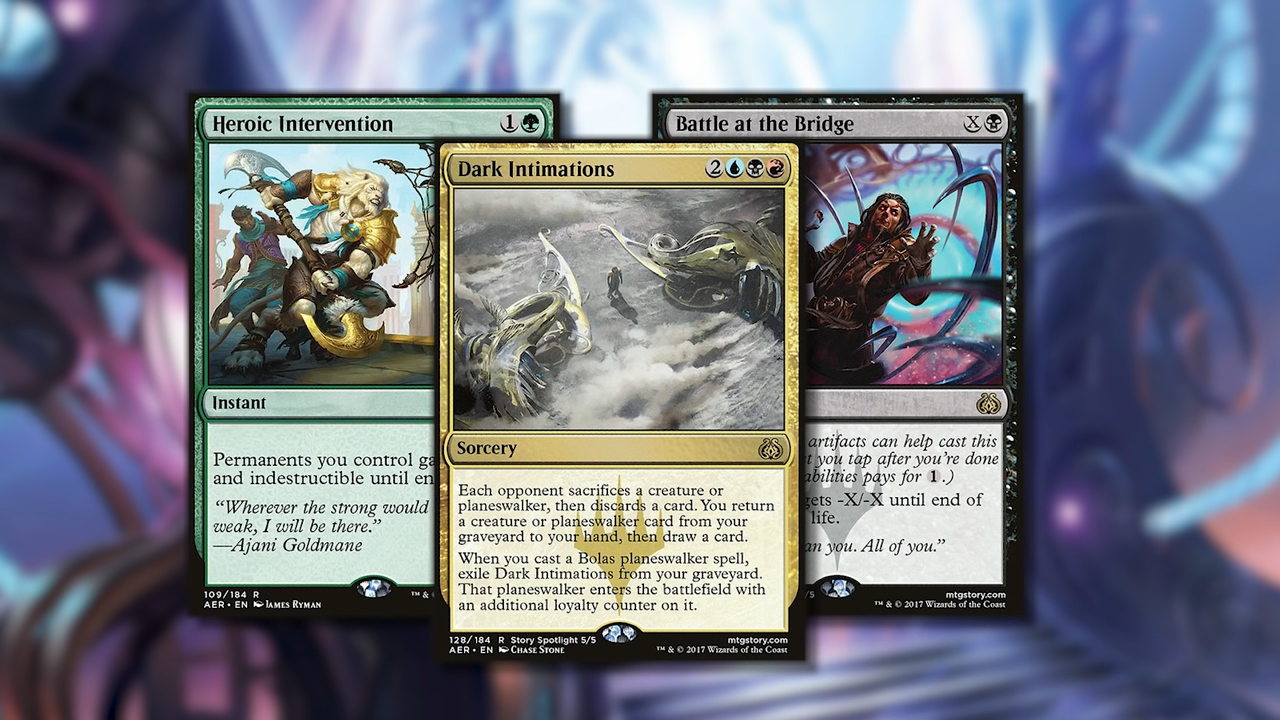 Heroic Intervention 1
Instant
Permanents you control
and indestructible until
"Wherever the strong would
weak, I will be there."
—Ajani Goldmane
109/184 R
AER • EN James Ryman
Dark Intimations 2
Sorcery
Each opponent sacrifices a creature or
planeswalker, then discards a card. You return
a creature or planeswalker card from your
graveyard to your hand, then draw a card.
When you cast a Bolas planeswalker spell,
exile Dark Intimations from your graveyard.
That planeswalker enters the battlefield with
an additional loyalty counter on it.
128/184 R Story Spotlight 5/5
AER • EN Chase Stone
mtgstory.com
™ & © 2017 Wizards of the Coast
Battle at the Bridge X
artifacts can help cast this
you tap after you're done
abilities pays for 1.)
gets -X/-X until end of
life.
you. All of you."
mtgstory.com
™ & © 2017 Wizards of the Coast